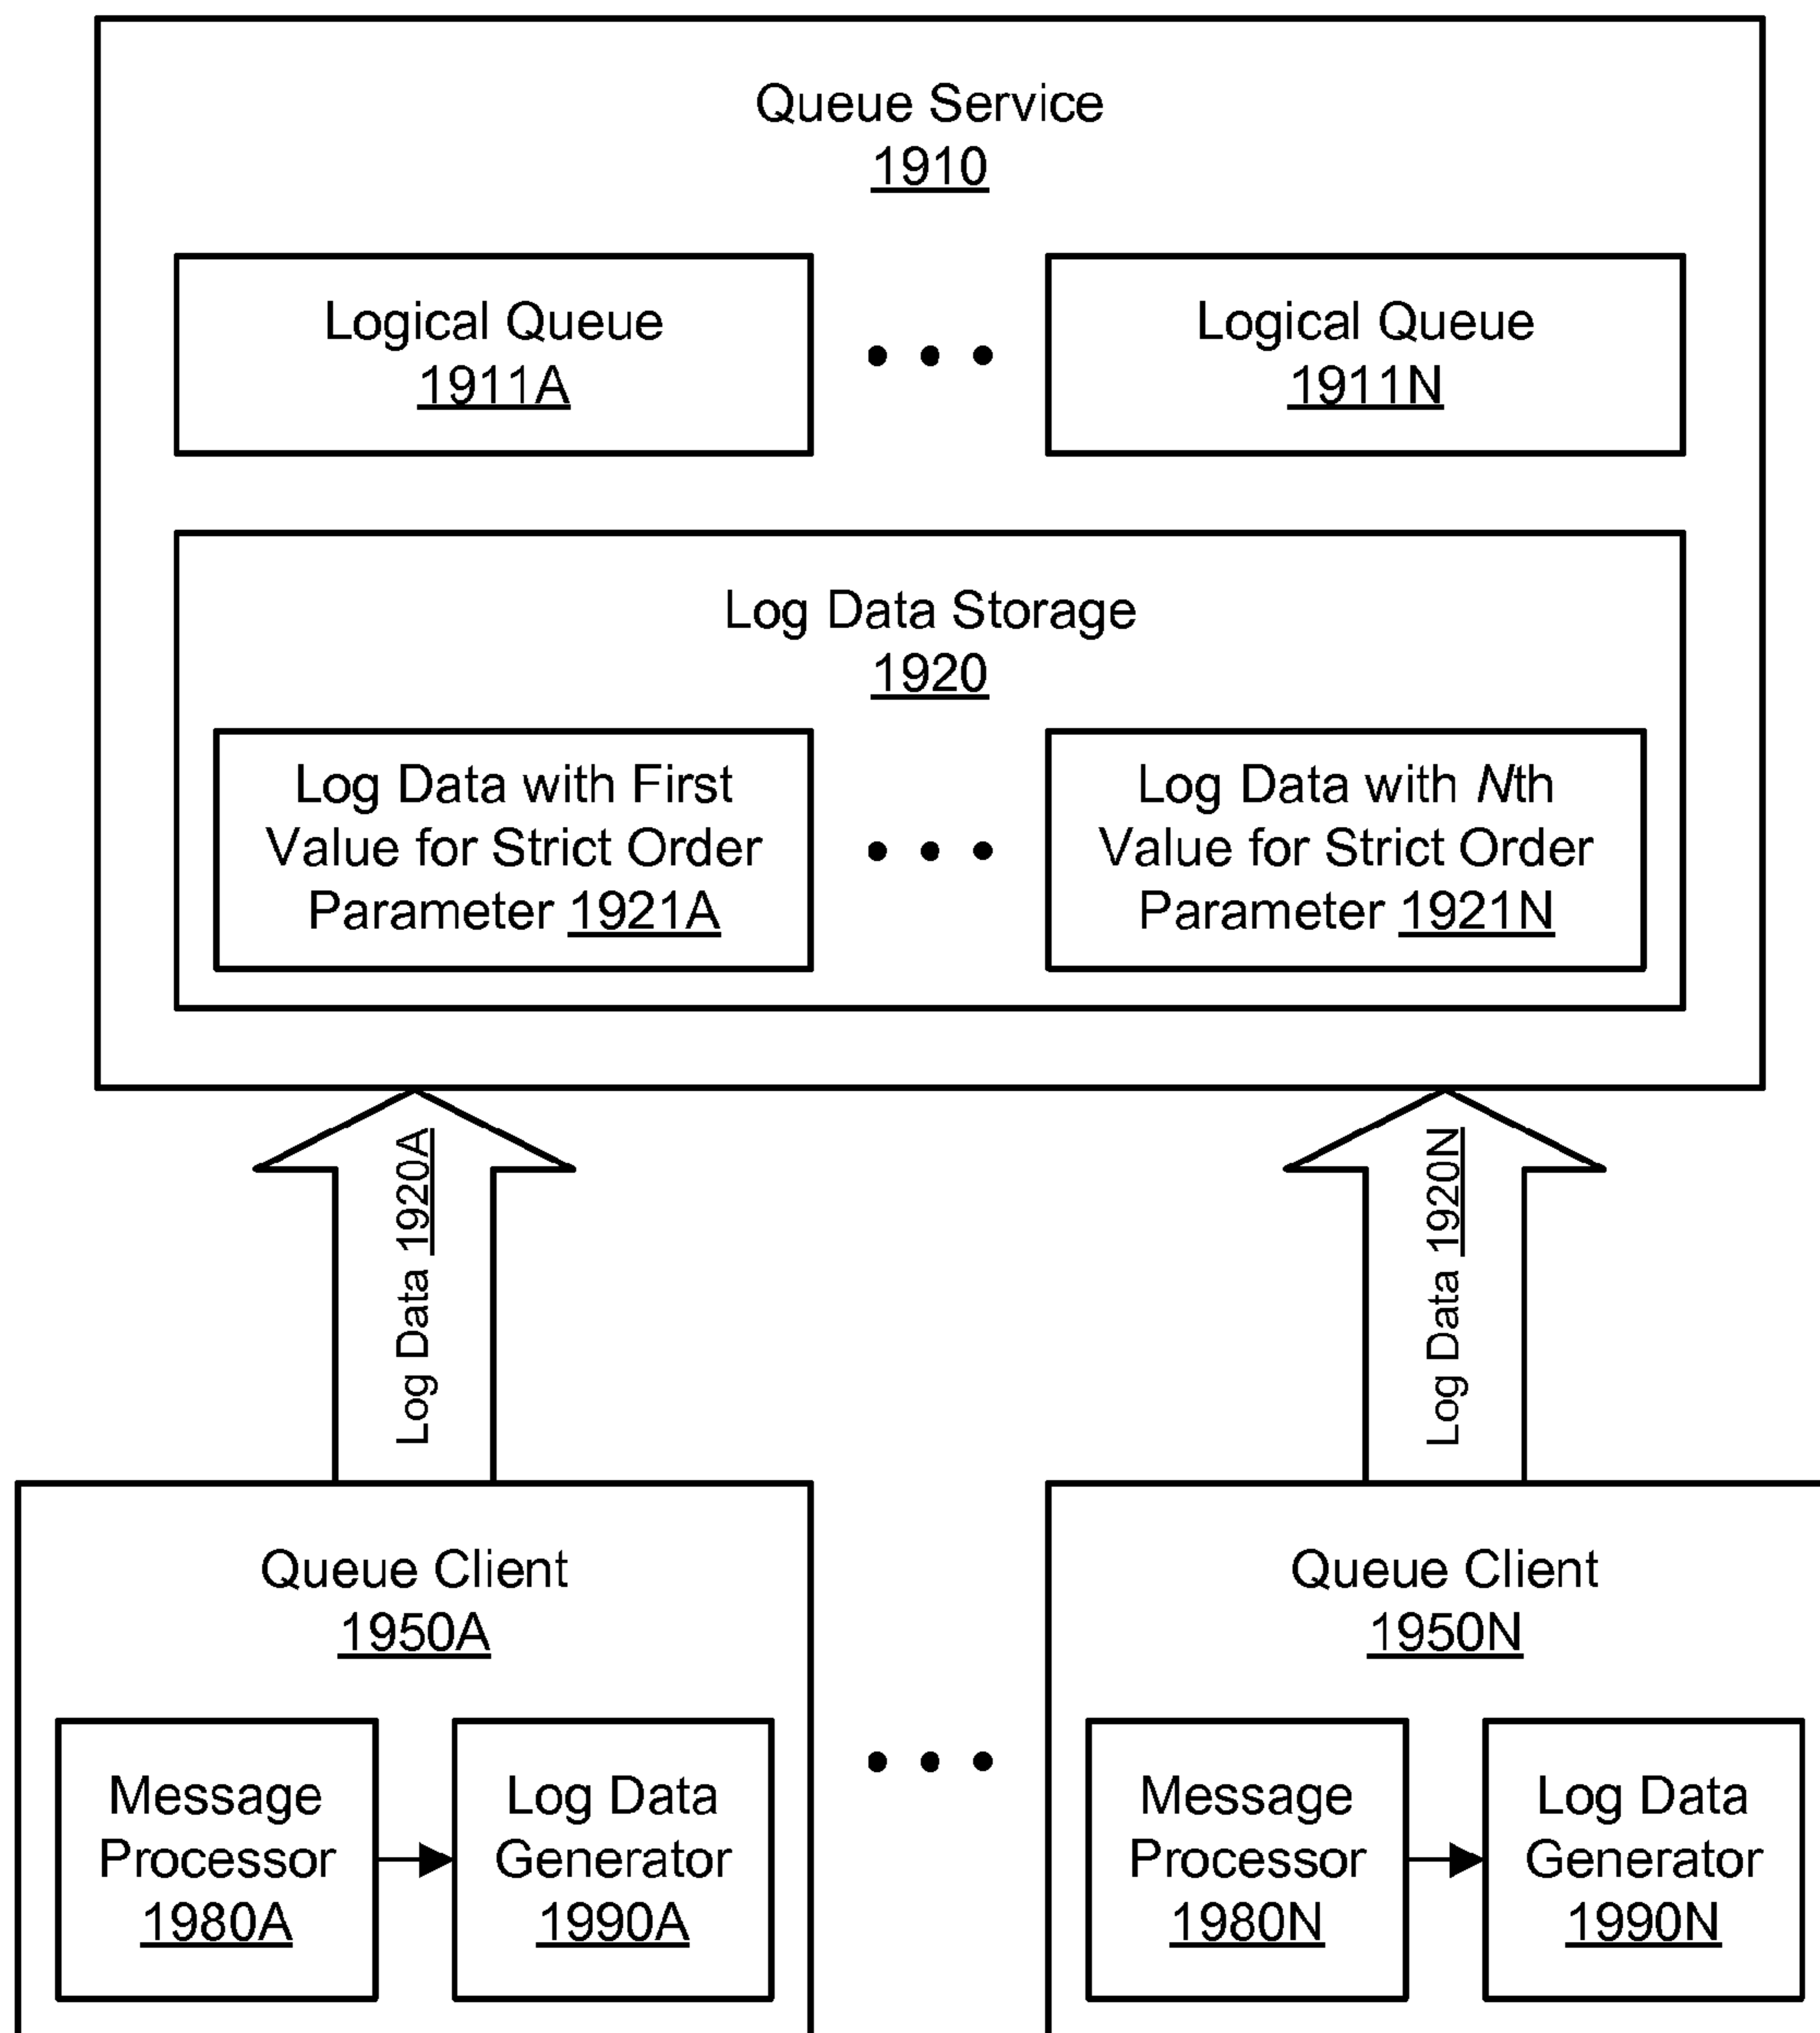 Queue Service
1910
Logical Queue
1911A
Logical Queue
1911N
Log Data Storage
1920
Log Data with First
Value for Strict Order
Parameter 1921A
Log Data with Nth
Value for Strict Order
Parameter 1921N
Log Data 1920A
Log Data 1920N
Queue Client
1950A
Message
Processor
1980A
Log Data
Generator
1990A
Queue Client
1950N
Message
Processor
1980N
Log Data
Generator
1990N